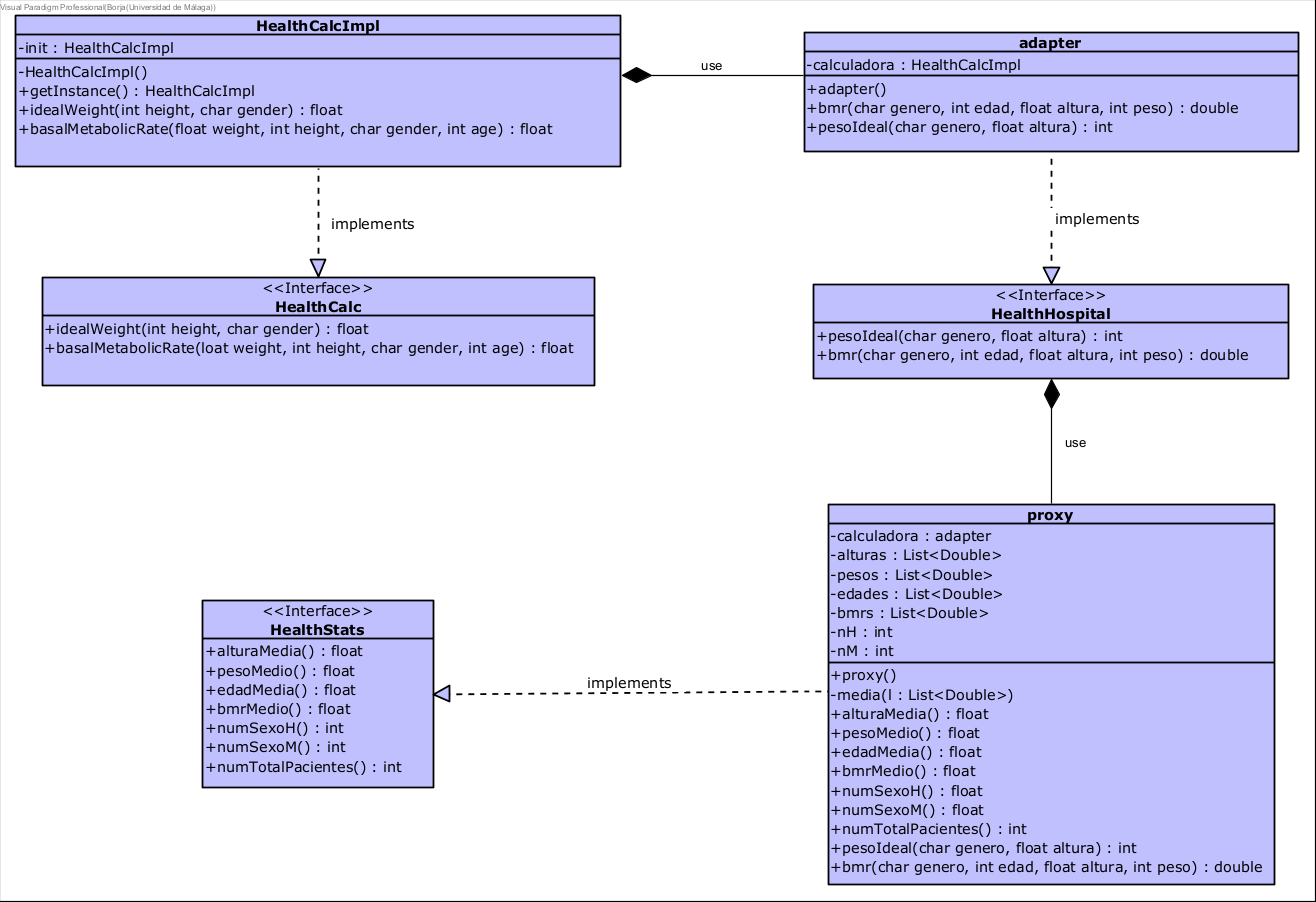 Visual Paradigm Professional(Borja(Universidad de Málaga))
HealthCalcImpl
-init : HealthCalcImpl
-HealthCalcImpl()
+getInstance() : HealthCalcImpl
+idealWeight(int height, char gender) : float
+basalMetabolicRate(float weight, int height, char gender, int age) : float
use
adapter
-calculadora : HealthCalcImpl
+adapter()
+bmr(char genero, int edad, float altura, int peso) : double
+pesoIdeal(char genero, float altura) : int
implements
implements
<<Interface>>
HealthCalc
+idealWeight(int height, char gender) : float
+basalMetabolicRate(loat weight, int height, char gender, int age) : float
<<Interface>>
HealthHospital
+pesoIdeal(char genero, float altura) : int
+bmr(char genero, int edad, float altura, int peso) : double
use
<<Interface>>
HealthStats
+alturaMedia() : float
+pesoMedio() : float
+edadMedia() : float
+bmrMedio() : float
+numSexoH() : int
+numSexoM() : int
+numTotalPacientes() : int
implements
proxy
-calculadora : adapter
-alturas : List<Double>
-pesos : List<Double>
-edades : List<Double>
-bmrs : List<Double>
-nH : int
-nM : int
+proxy()
-media(l : List<Double>)
+alturaMedia() : float
+pesoMedio() : float
+edadMedia() : float
+bmrMedio() : float
+numSexoH() : float
+numSexoM() : float
+numTotalPacientes() : int
+pesoIdeal(char genero, float altura) : int
+bmr(char genero, int edad, float altura, int peso) : double